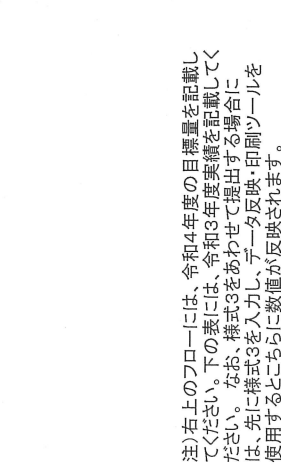 注)右上のフローには、令和4年度の目標量を記載し
てください。下の表には、令和3年度実績を記載してく
ださい。 なお、様式3をあわせて提出する場合に
は、先に様式3を入力し、データ反映・印刷ツールを
使用するとこちらに数値が反映されます。